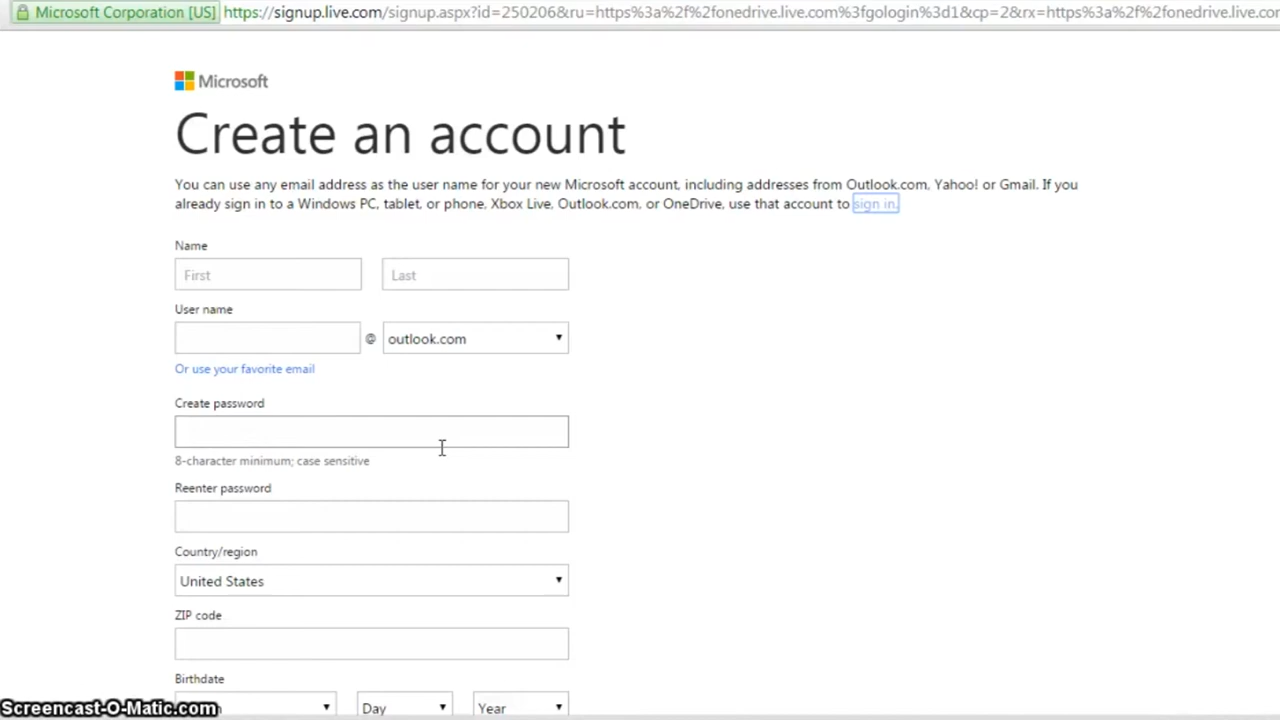 Microsoft Corporation [US] https://signup.live.com/signup.aspx?id=250206&ru=https%3a%2f%2fonedrive.live.com%3fgologin%3d1&cp=2&rx=https%3a%2f%2fonedrive.live.co
Microsoft
Create an account
You can use any email address as the user name for your new Microsoft account, including addresses from Outlook.com, Yahoo! or Gmail. If you
already sign in to a Windows PC, tablet, or phone, Xbox Live, Outlook.com, or OneDrive, use that account to sign in.
Name
First Last
User name
@ outlook.com
Or use your favorite email
Create password
8-character minimum; case sensitive
Reenter password
Country/region
United States
ZIP code
Birthdate
Day Year
Screencast-O-Matic.com